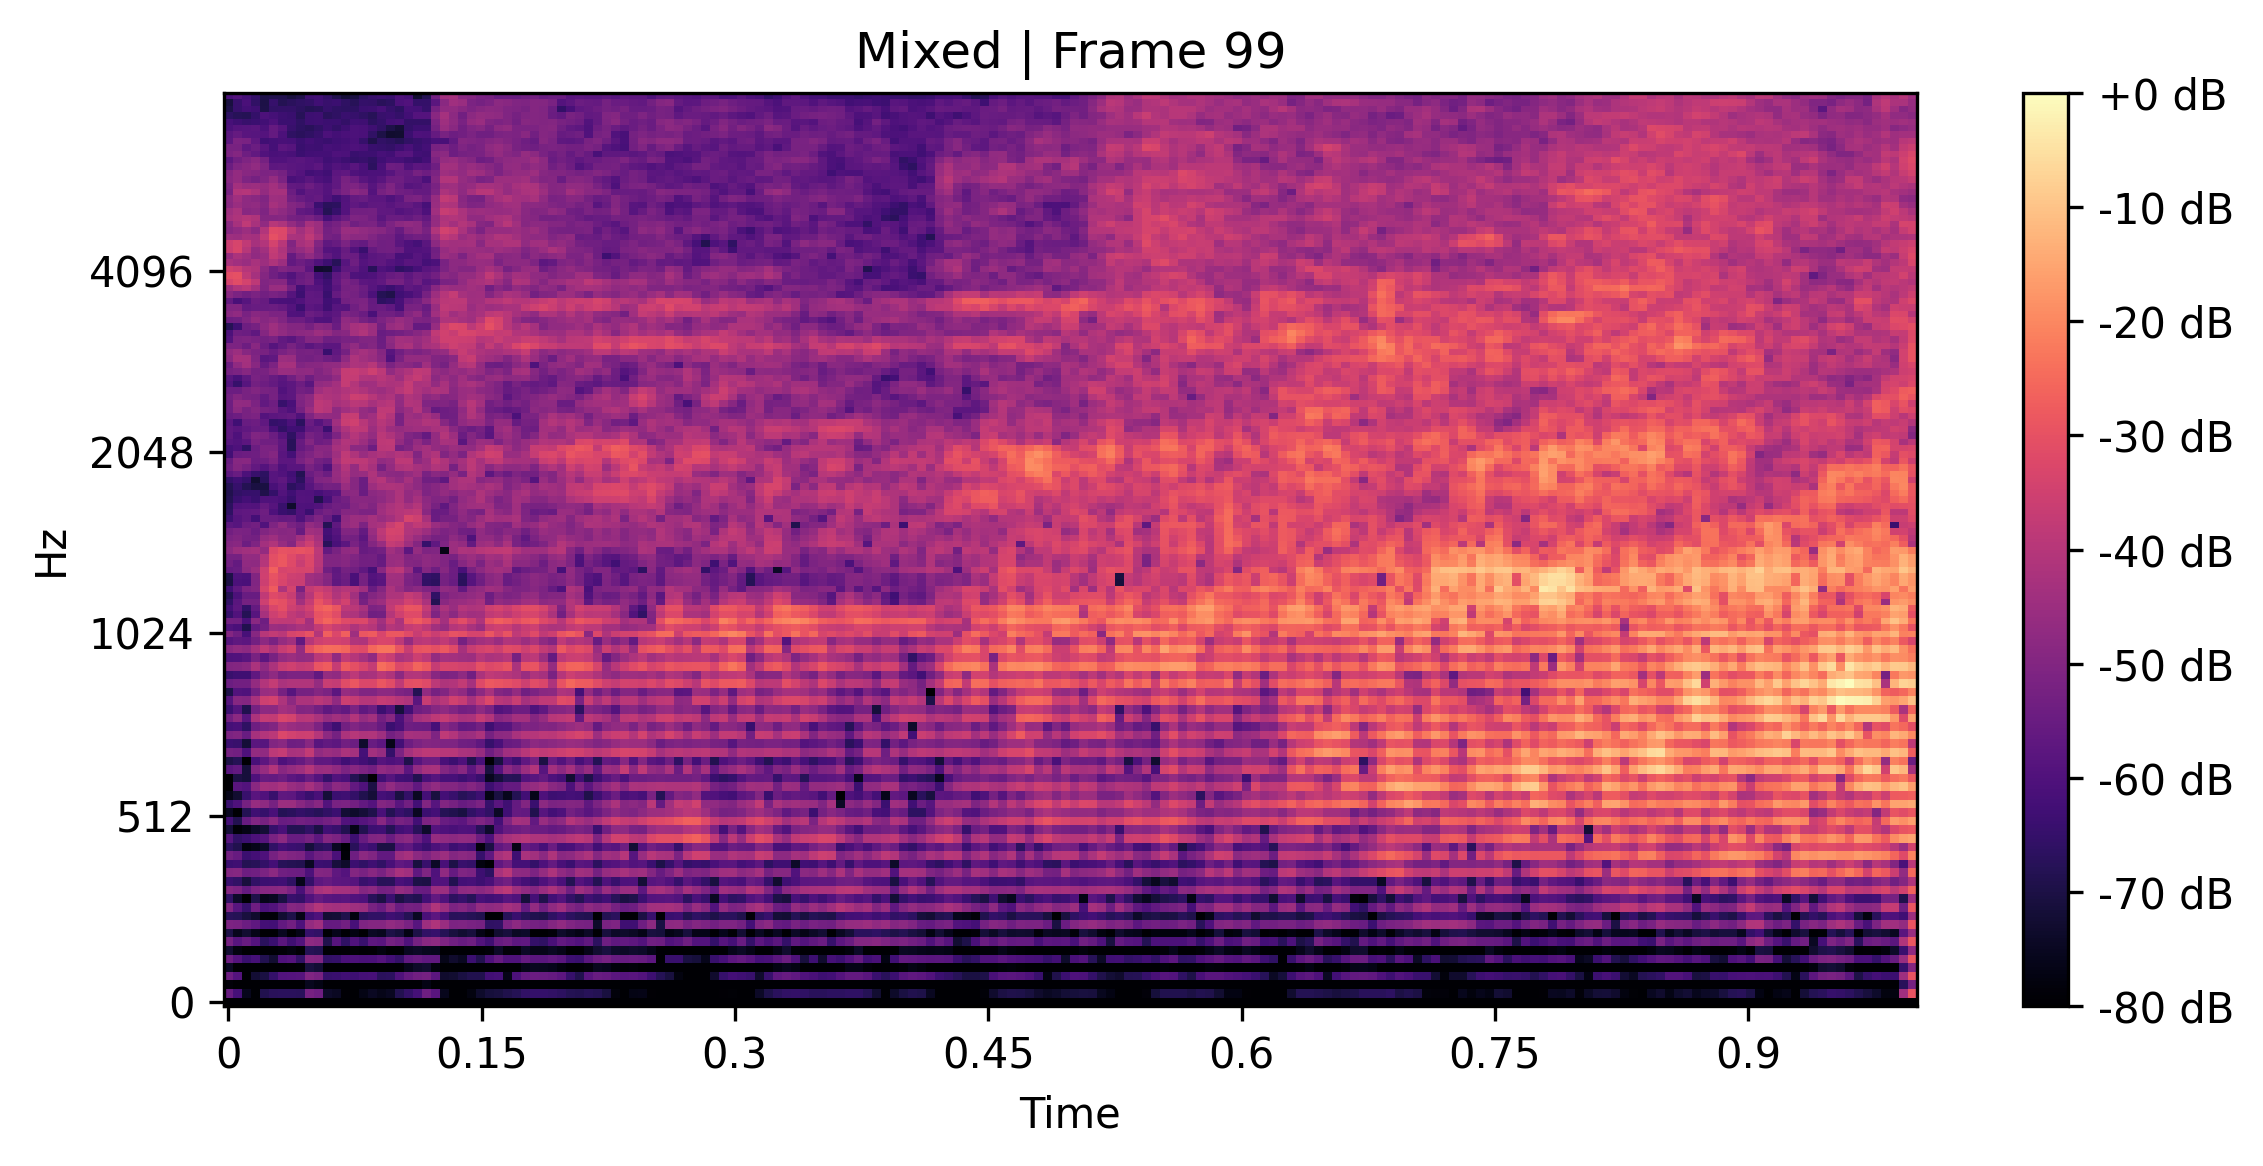 Mixed | Frame 99
+0 dB
-10 dB
-20 dB
-30 dB
-40 dB
-50 dB
-60 dB
-70 dB
-80 dB
Hz
4096
2048
1024
512
0
0 0.15 0.3 0.45 0.6 0.75 0.9
Time